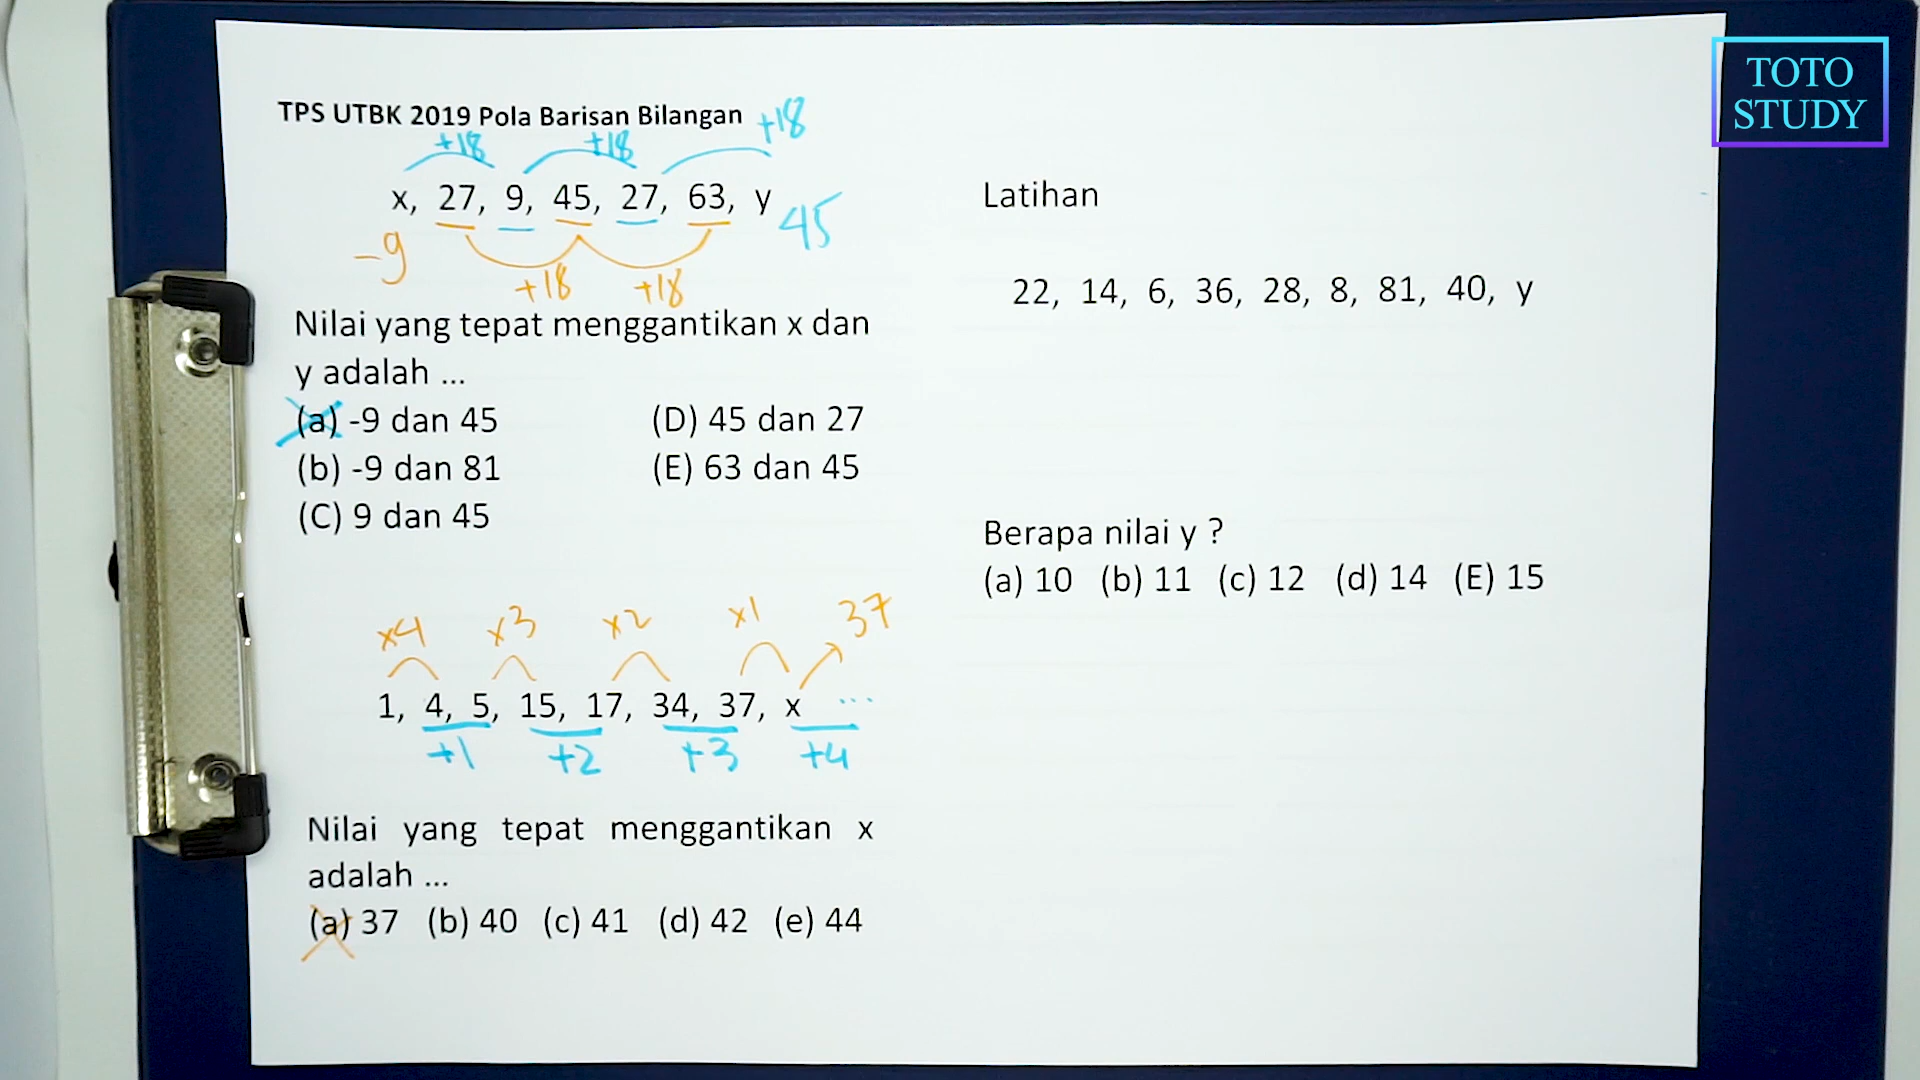 TOTO
STUDY
TPS UTBK 2019 Pola Barisan Bilangan
+18 +18 +18
x, 27, 9, 45, 27, 63, y
-9 45
+18 +18
Nilai yang tepat menggantikan x dan
y adalah ...
(a) -9 dan 45 (D) 45 dan 27
(b) -9 dan 81 (E) 63 dan 45
(C) 9 dan 45
x4 x3 x2 x1 37
1, 4, 5, 15, 17, 34, 37, x ...
+1 +2 +3 +4
Nilai yang tepat menggantikan x
adalah ...
(a) 37 (b) 40 (c) 41 (d) 42 (e) 44
Latihan
22, 14, 6, 36, 28, 8, 81, 40, y
Berapa nilai y ?
(a) 10 (b) 11 (c) 12 (d) 14 (E) 15